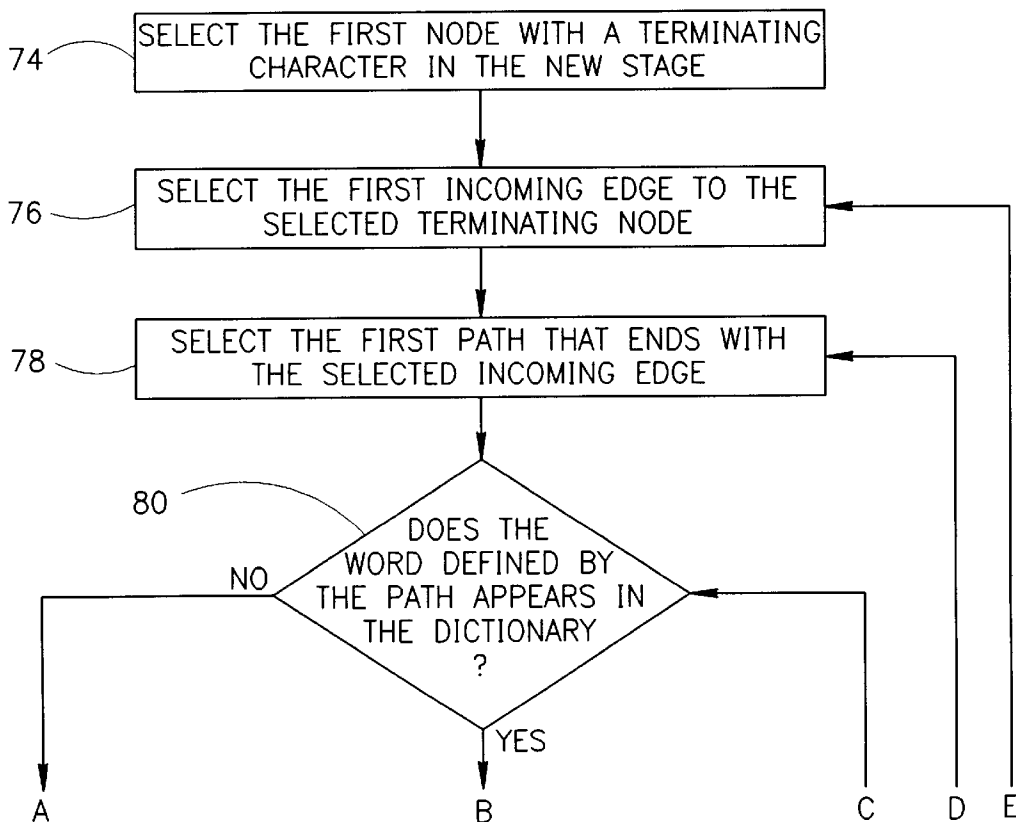 74
SELECT THE FIRST NODE WITH A TERMINATING
CHARACTER IN THE NEW STAGE
76
SELECT THE FIRST INCOMING EDGE TO THE
SELECTED TERMINATING NODE
78
SELECT THE FIRST PATH THAT ENDS WITH
THE SELECTED INCOMING EDGE
80
DOES THE
WORD DEFINED BY
THE PATH APPEARS IN
THE DICTIONARY
?
NO
YES
A
B
C
D
E